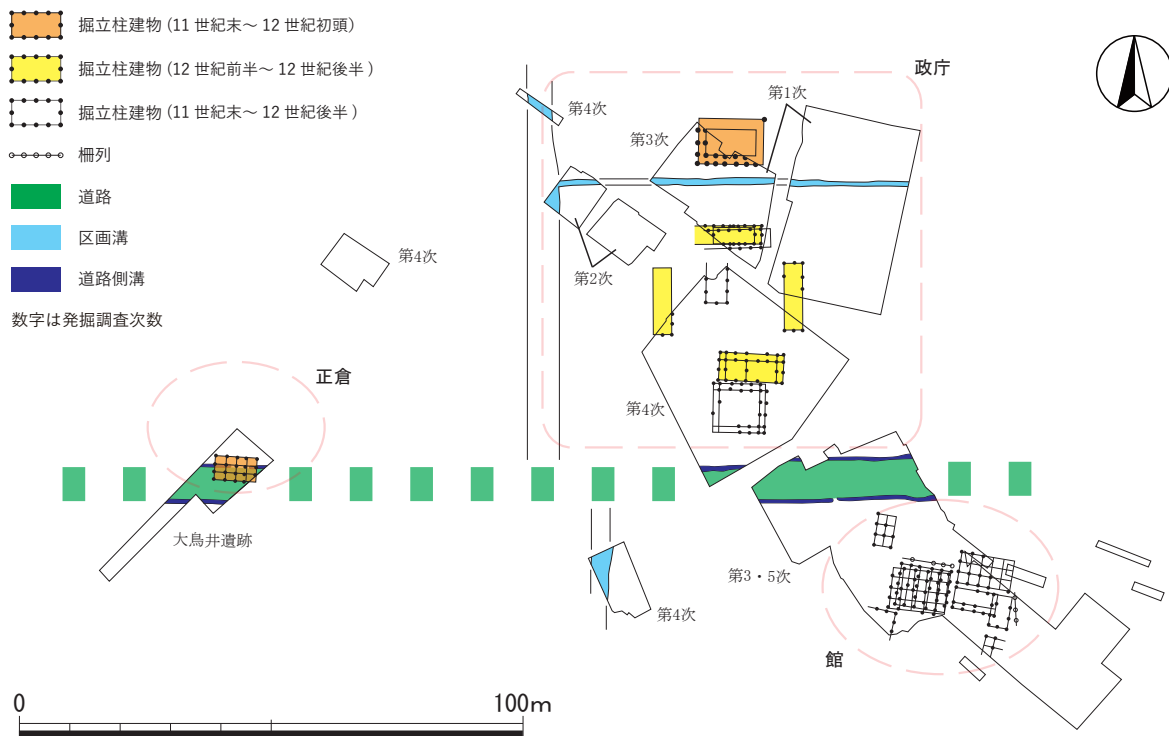 掘立柱建物 (11 世紀末～ 12 世紀初頭)
掘立柱建物 (12 世紀前半～ 12 世紀後半 )
掘立柱建物 (11 世紀末～ 12 世紀後半 )
柵列
道路
区画溝
道路側溝
数字は発掘調査次数
政庁
第1次
第4次
第3次
第4次
第2次
正倉
第4次
大鳥井遺跡
第3・5次
第4次
館
0
100m